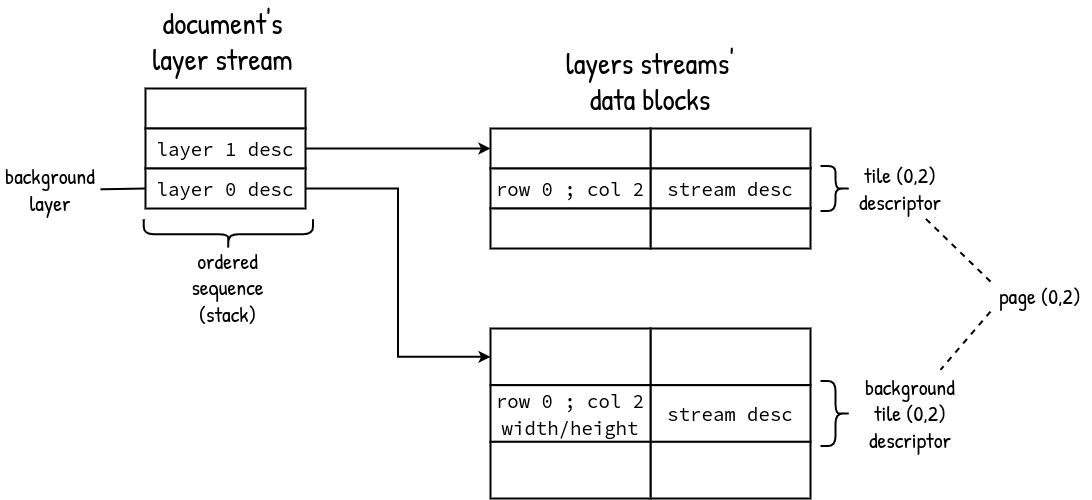 document's
layer stream
layers streams'
data blocks
layer 1 desc
background
layer
layer 0 desc
row 0 ; col 2
stream desc
tile (0,2)
descriptor
ordered
sequence
(stack)
page (0,2)
row 0 ; col 2
width/height
stream desc
background
tile (0,2)
descriptor